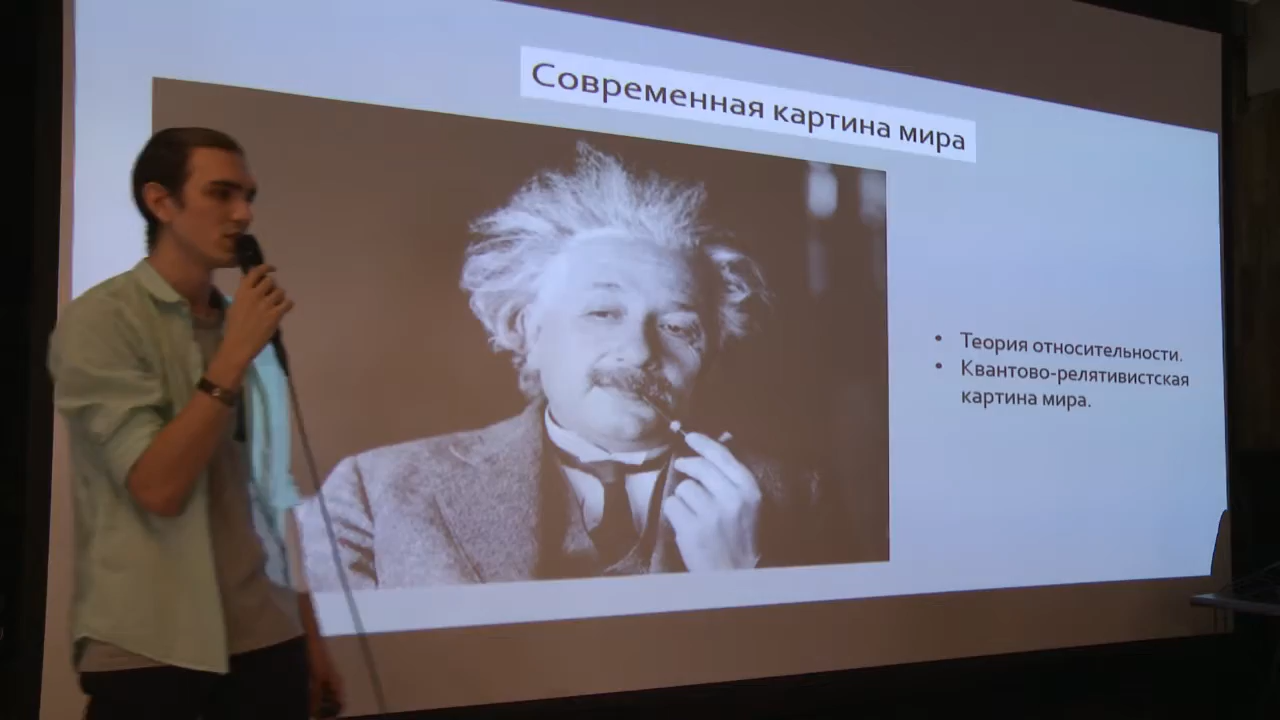 Современная картина мира
• Теория относительности.
• Квантово-релятивистская
картина мира.